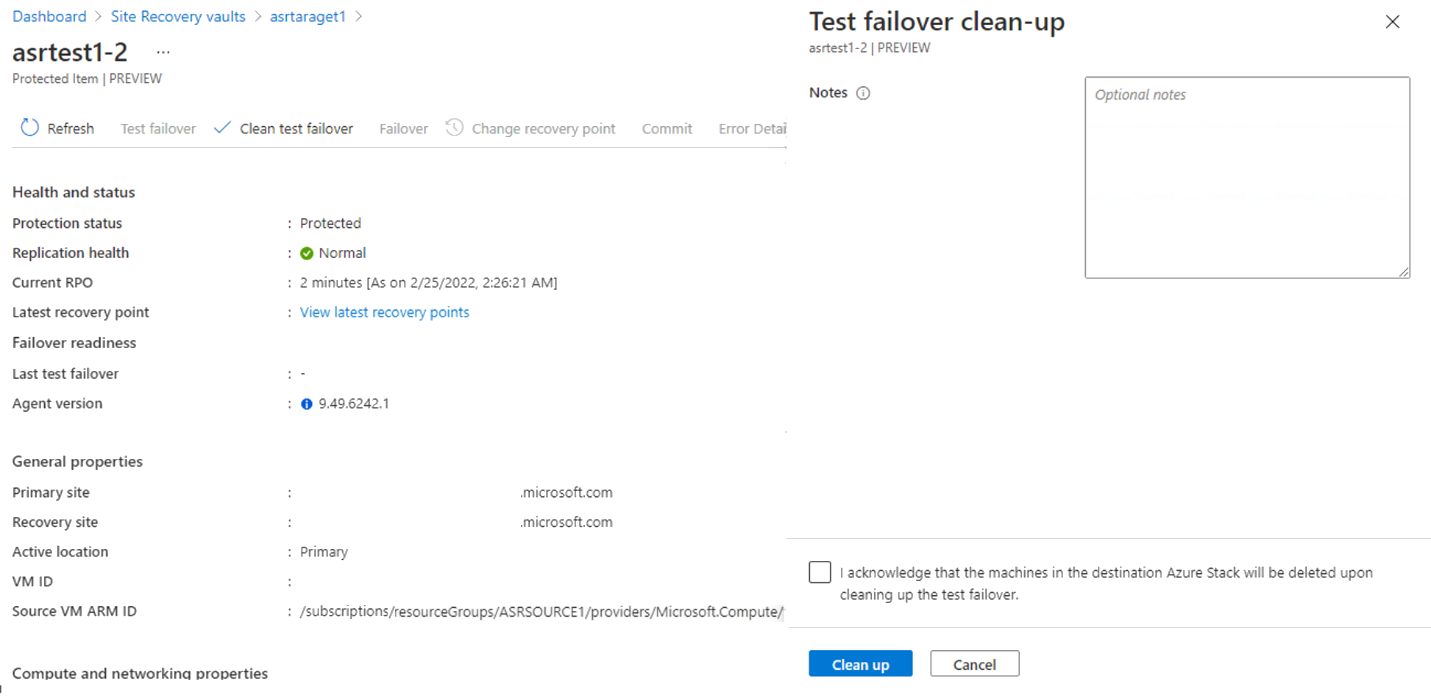 Dashboard > Site Recovery vaults > asrtaraget1 >
asrtest1-2 ...
Protected Item | PREVIEW
Refresh Test failover Clean test failover Failover Change recovery point Commit Error Detai
Health and status
Protection status : Protected
Replication health : Normal
Current RPO : 2 minutes [As on 2/25/2022, 2:26:21 AM]
Latest recovery point : View latest recovery points
Failover readiness
Last test failover : -
Agent version : 9.49.6242.1
General properties
Primary site : .microsoft.com
Recovery site : .microsoft.com
Active location : Primary
VM ID :
Source VM ARM ID : /subscriptions/resourceGroups/ASRSOURCE1/providers/Microsoft.Compute/
Compute and networking properties
Test failover clean-up
asrtest1-2 | PREVIEW
Notes
Optional notes
I acknowledge that the machines in the destination Azure Stack will be deleted upon
cleaning up the test failover.
Clean up Cancel